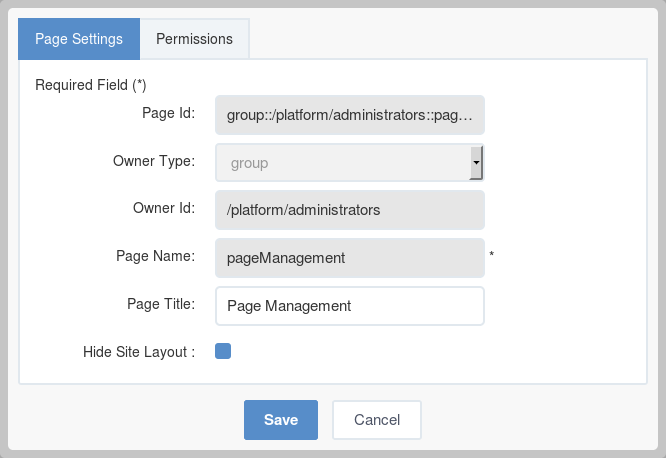 Page Settings Permissions
Required Field (*)
Page Id: group::/platform/administrators::pag…
Owner Type: group
Owner Id: /platform/administrators
Page Name: pageManagement *
Page Title: Page Management
Hide Site Layout :
Save Cancel